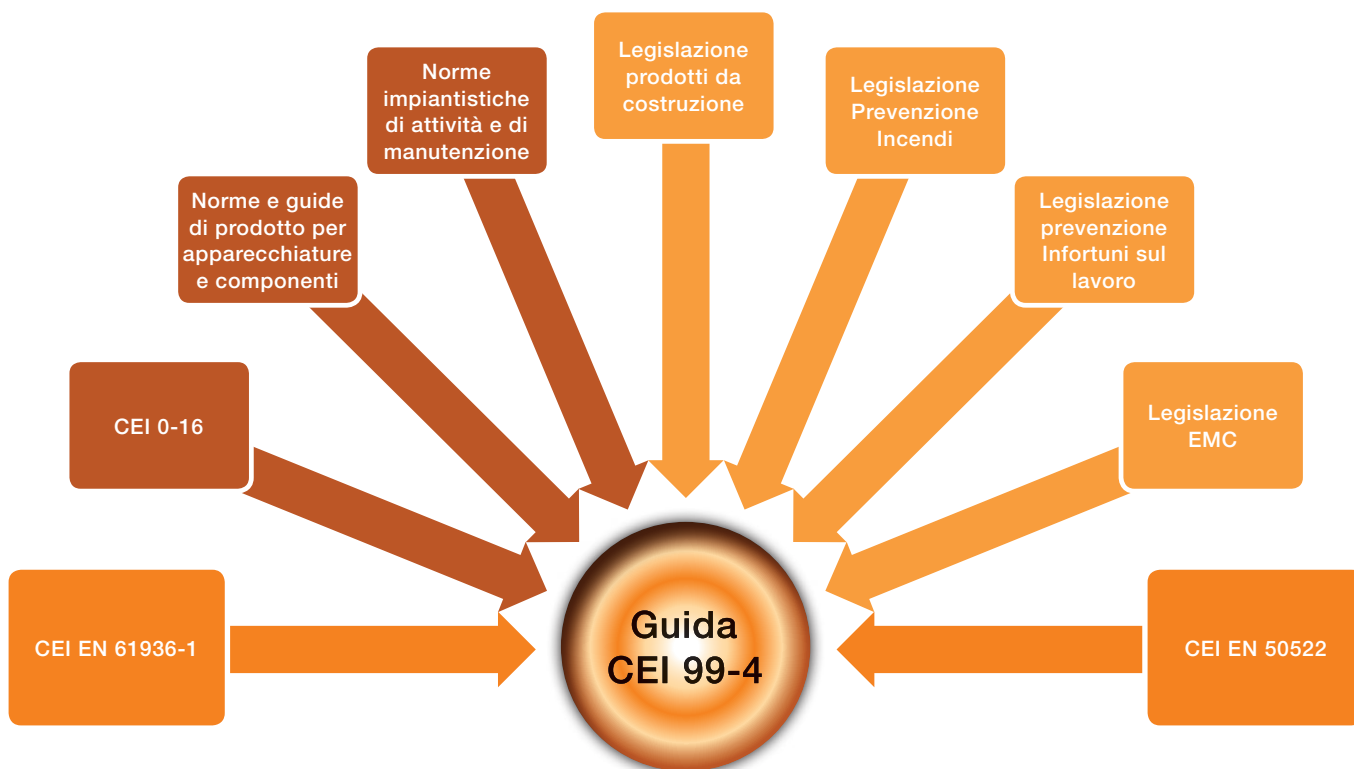 Legislazione
prodotti da
costruzione
Norme
impiantistiche
di attività e di
manutenzione
Legislazione
Prevenzione
Incendi
Norme e guide
di prodotto per
apparecchiature
e componenti
Legislazione
prevenzione
Infortuni sul
lavoro
CEI 0-16
Legislazione
EMC
CEI EN 61936-1
Guida
CEI 99-4
CEI EN 50522